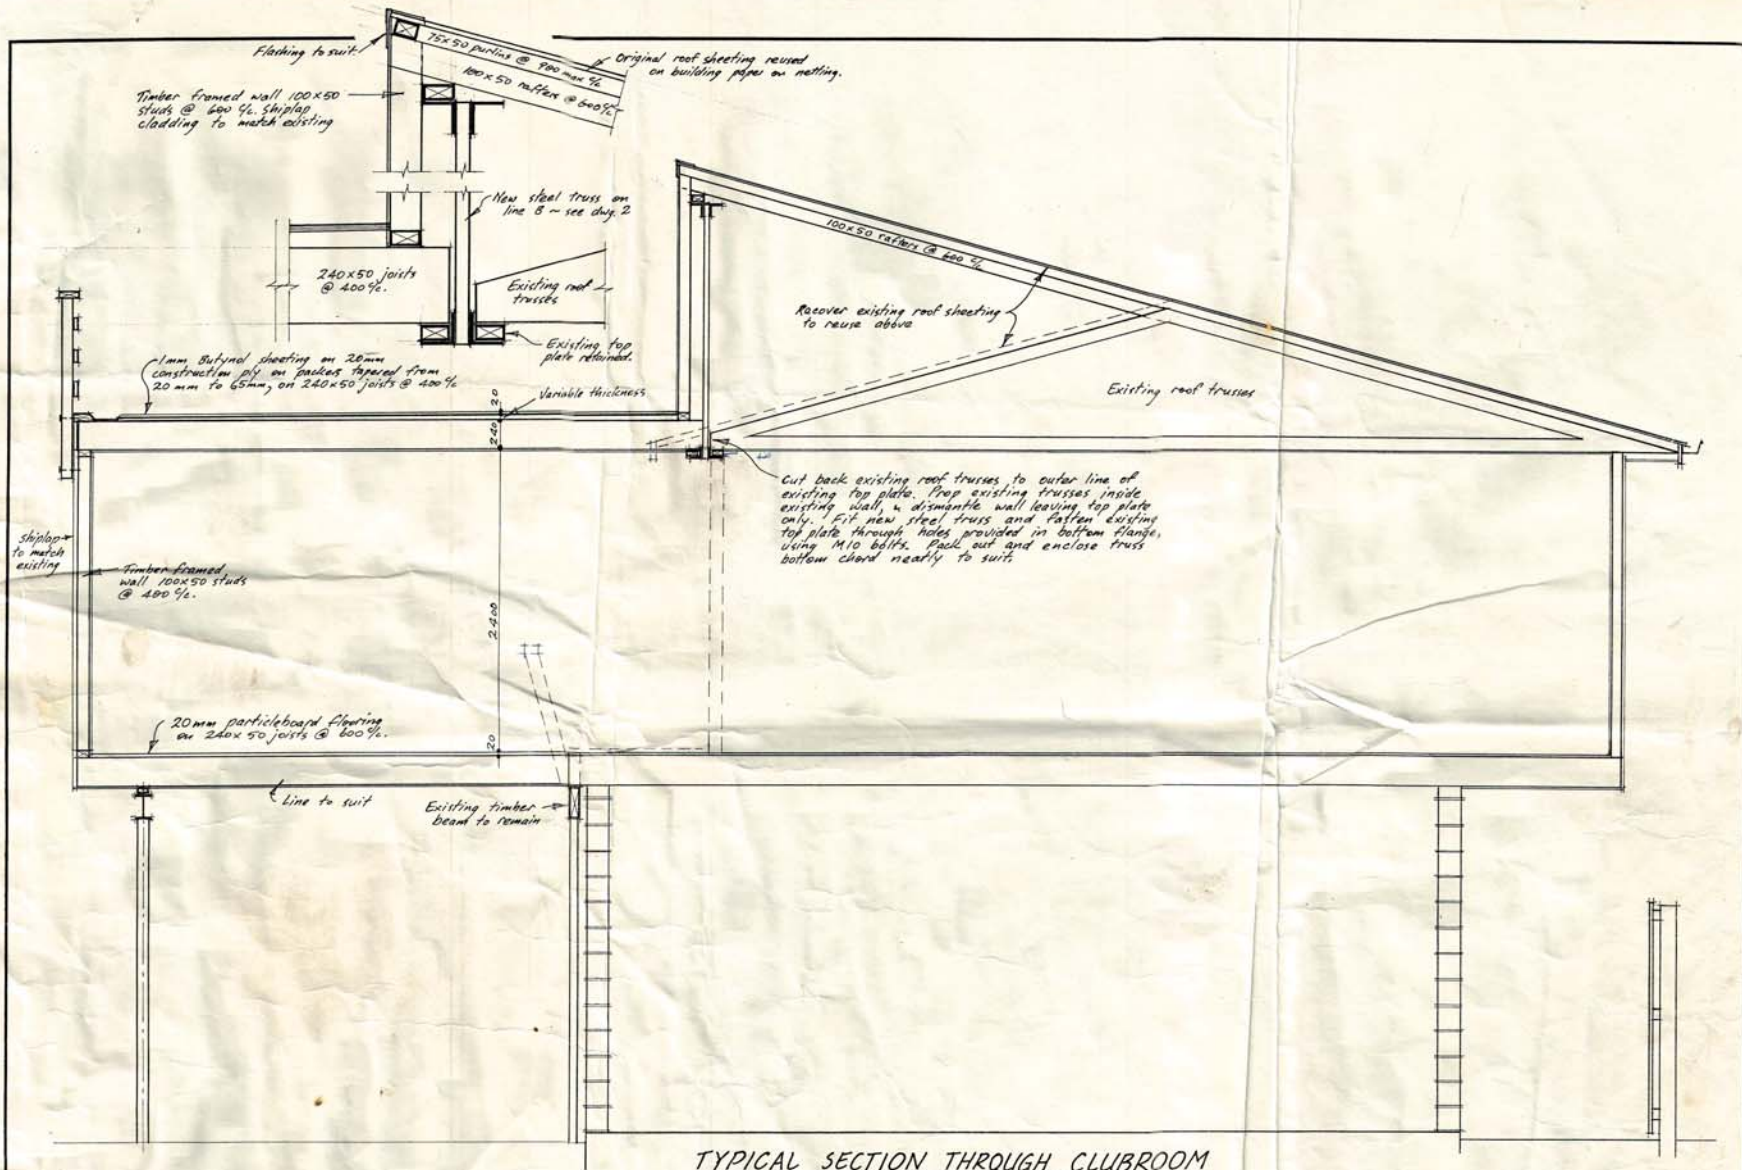 Flashing to suit.
75x50 purlins @ 900 max c/c
Original roof sheeting reused
on building paper on netting.
100x50 rafters @ 600 c/c
Timber framed wall 100x50
studs @ 600 c/c. Shiplap
cladding to match existing
New steel truss on
line B ~ see dwg. 2
240x50 joists
@ 400 c/c.
Existing roof
trusses
Existing top
plate retained.
100x50 rafters @ 600 c/c
Recover existing roof sheeting
to reuse above
1mm Butynol sheeting on 20mm
construction ply on packers tapered from
20 mm to 65mm, on 240x50 joists @ 400 c/c
Variable thickness
20
240
Existing roof trusses
Cut back existing roof trusses to outer line of
existing top plate. Prop existing trusses inside
existing wall, & dismantle wall leaving top plate
only. Fit new steel truss and fasten existing
top plate through holes provided in bottom flange,
using M10 bolts. Pack out and enclose truss
bottom chord neatly to suit.
Shiplap
to match
existing
Timber framed
wall 100x50 studs
@ 400 c/c.
2400
20mm particleboard flooring
on 240x50 joists @ 600 c/c.
20
Line to suit
Existing timber
beam to remain
TYPICAL SECTION THROUGH CLUBROOM